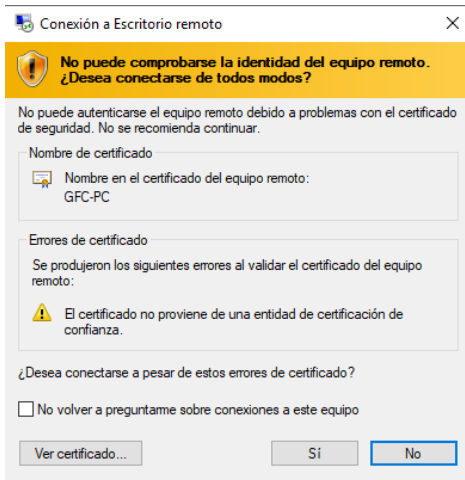 Conexión a Escritorio remoto
No puede comprobarse la identidad del equipo remoto.
¿Desea conectarse de todos modos?
No puede autenticarse el equipo remoto debido a problemas con el certificado
de seguridad. No se recomienda continuar.
Nombre de certificado
Nombre en el certificado del equipo remoto:
GFC-PC
Errores de certificado
Se produjeron los siguientes errores al validar el certificado del equipo
remoto:
El certificado no proviene de una entidad de certificación de
confianza.
¿Desea conectarse a pesar de estos errores de certificado?
No volver a preguntarme sobre conexiones a este equipo
Ver certificado...
Sí
No